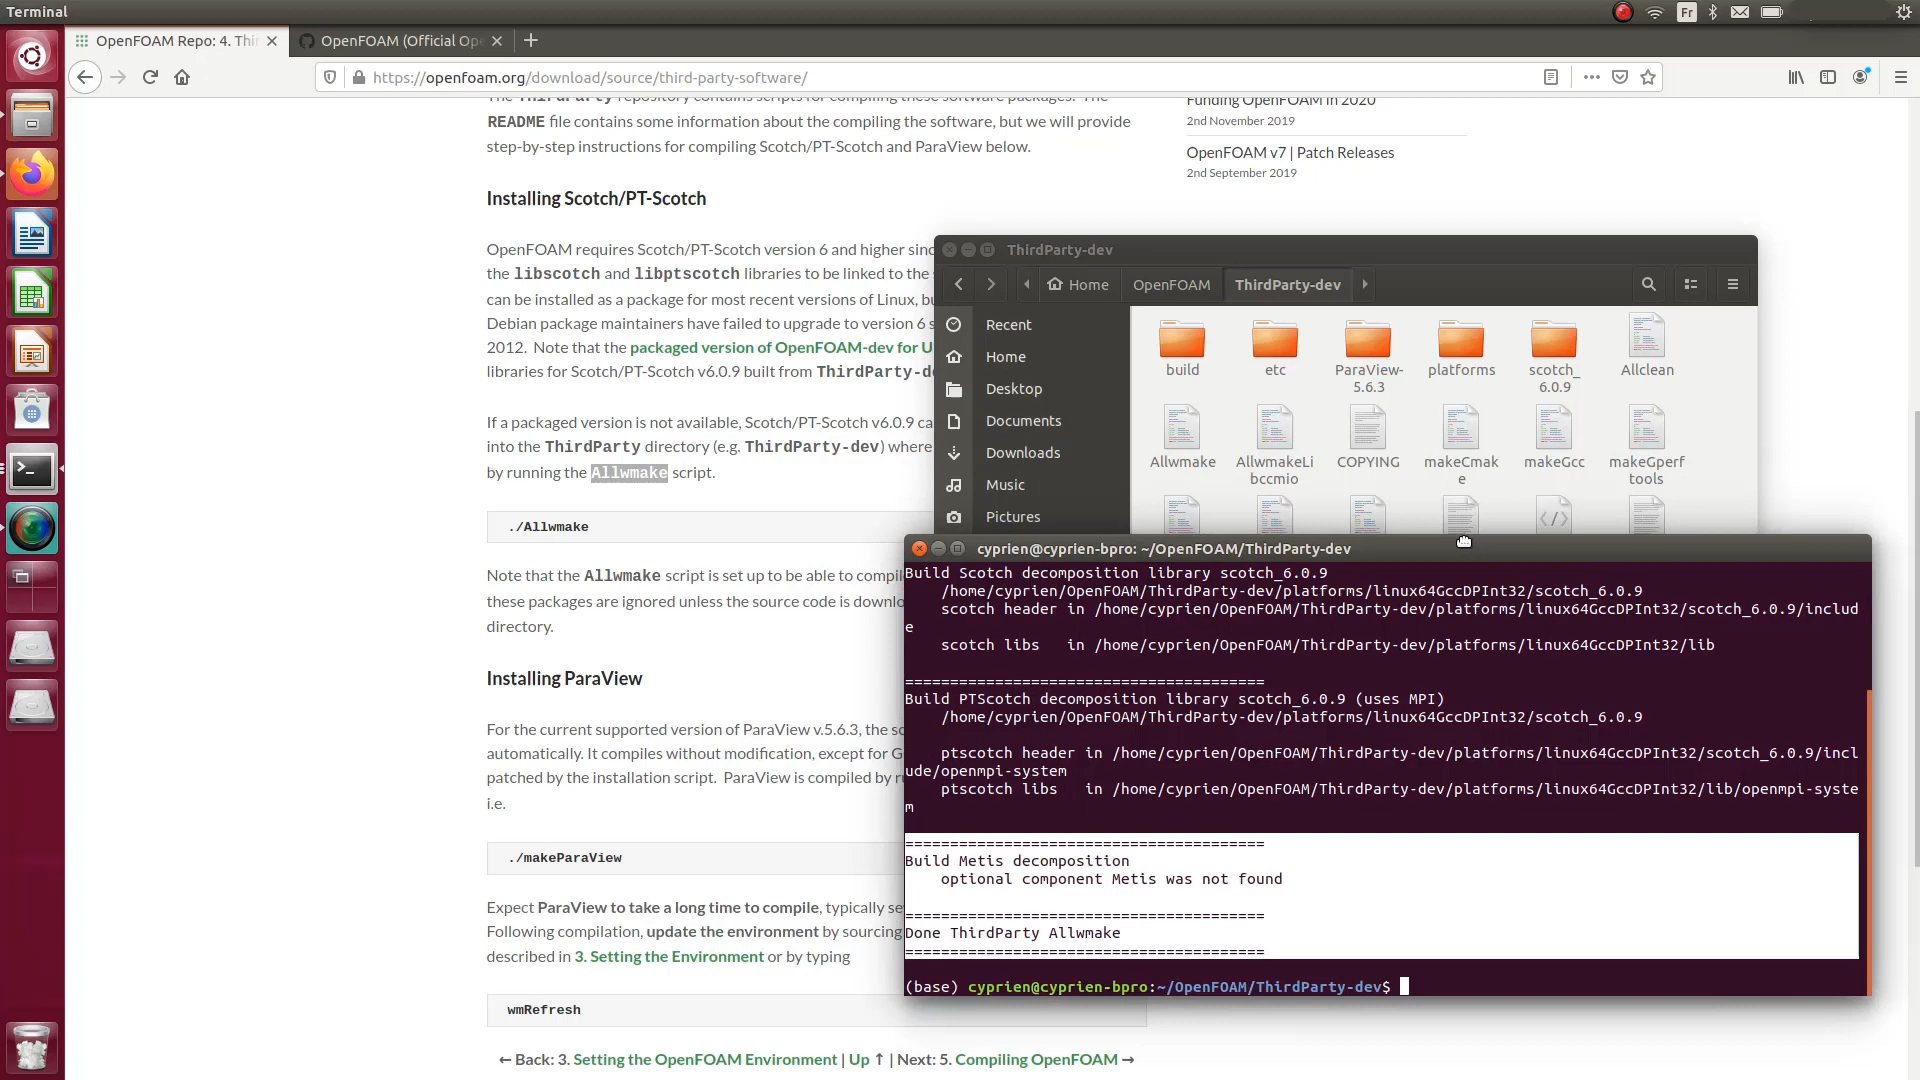 Terminal
Fr
OpenFOAM Repo: 4. Thi
OpenFOAM (Official Ope
https://openfoam.org/download/source/third-party-software/
README file contains some information about the compiling the software, but we will provide
step-by-step instructions for compiling Scotch/PT-Scotch and ParaView below.
Installing Scotch/PT-Scotch
OpenFOAM requires Scotch/PT-Scotch version 6 and higher sinc
the libscotch and libptscotch libraries to be linked to the
can be installed as a package for most recent versions of Linux, bu
Debian package maintainers have failed to upgrade to version 6 s
2012. Note that the packaged version of OpenFOAM-dev for U
libraries for Scotch/PT-Scotch v6.0.9 built from ThirdParty-de
If a packaged version is not available, Scotch/PT-Scotch v6.0.9 ca
into the ThirdParty directory (e.g. ThirdParty-dev) where
by running the Allwmake script.
./Allwmake
Note that the Allwmake script is set up to be able to compil
these packages are ignored unless the source code is downlo
directory.
Installing ParaView
For the current supported version of ParaView v.5.6.3, the sc
automatically. It compiles without modification, except for G
patched by the installation script. ParaView is compiled by ru
i.e.
./makeParaView
Expect ParaView to take a long time to compile, typically se
Following compilation, update the environment by sourcing
described in 3. Setting the Environment or by typing
wmRefresh
← Back: 3. Setting the OpenFOAM Environment | Up ↑ | Next: 5. Compiling OpenFOAM →
Funding OpenFOAM in 2020
2nd November 2019
OpenFOAM v7 | Patch Releases
2nd September 2019
ThirdParty-dev
Home OpenFOAM ThirdParty-dev
Recent
Home
Desktop
Documents
Downloads
Music
Pictures
build
etc
ParaView-
5.6.3
platforms
scotch_
6.0.9
Allclean
Allwmake
AllwmakeLi
bccmio
COPYING
makeCmak
e
makeGcc
makeGperf
tools
cyprien@cyprien-bpro: ~/OpenFOAM/ThirdParty-dev
Build Scotch decomposition library scotch_6.0.9
/home/cyprien/OpenFOAM/ThirdParty-dev/platforms/linux64GccDPInt32/scotch_6.0.9
scotch header in /home/cyprien/OpenFOAM/ThirdParty-dev/platforms/linux64GccDPInt32/scotch_6.0.9/includ
e
scotch libs   in /home/cyprien/OpenFOAM/ThirdParty-dev/platforms/linux64GccDPInt32/lib
========================================
Build PTScotch decomposition library scotch_6.0.9 (uses MPI)
/home/cyprien/OpenFOAM/ThirdParty-dev/platforms/linux64GccDPInt32/scotch_6.0.9
ptscotch header in /home/cyprien/OpenFOAM/ThirdParty-dev/platforms/linux64GccDPInt32/scotch_6.0.9/incl
ude/openmpi-system
ptscotch libs   in /home/cyprien/OpenFOAM/ThirdParty-dev/platforms/linux64GccDPInt32/lib/openmpi-syste
m
========================================
Build Metis decomposition
optional component Metis was not found
========================================
Done ThirdParty Allwmake
========================================
(base) cyprien@cyprien-bpro:~/OpenFOAM/ThirdParty-dev$